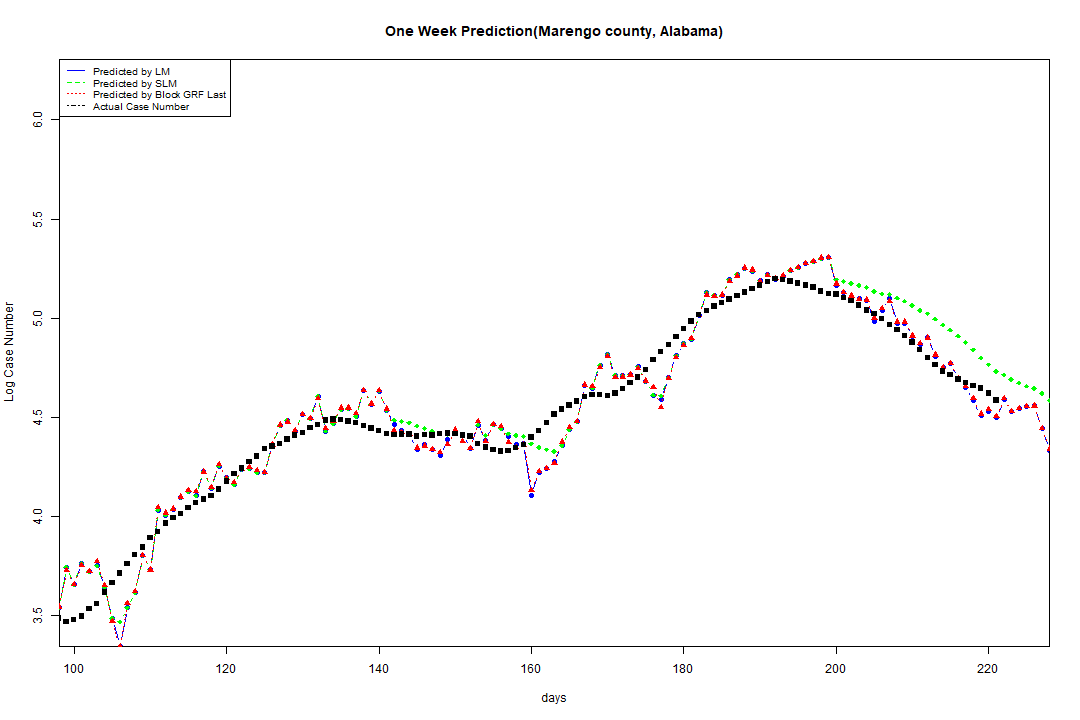 One Week Prediction(Marengo county, Alabama)
Predicted by LM
Predicted by SLM
Predicted by Block GRF Last
Actual Case Number
6.0
5.5
5.0
4.5
4.0
3.5
Log Case Number
100 120 140 160 180 200 220
days